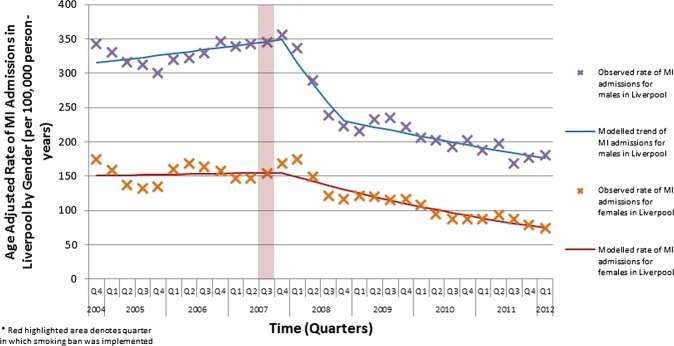 Age Adjusted Rate of MI Admissions in
Liverpool by Gender (per 100,000 person-
years)
400
350
300
250
200
150
100
50
0
Q4 Q1 Q2 Q3 Q4 Q1 Q2 Q3 Q4 Q1 Q2 Q3 Q4 Q1 Q2 Q3 Q4 Q1 Q2 Q3 Q4 Q1 Q2 Q3 Q4 Q1 Q2 Q3 Q4 Q1
2004 2005 2006 2007 2008 2009 2010 2011 2012
Time (Quarters)
* Red highlighted area denotes quarter
in which smoking ban was implemented
Observed rate of MI
admissions for
males in Liverpool
Modelled trend of
MI admissions for
males in Liverpool
Observed rate of MI
admissions for
females in Liverpool
Modelled rate of MI
admissions for
females in Liverpool